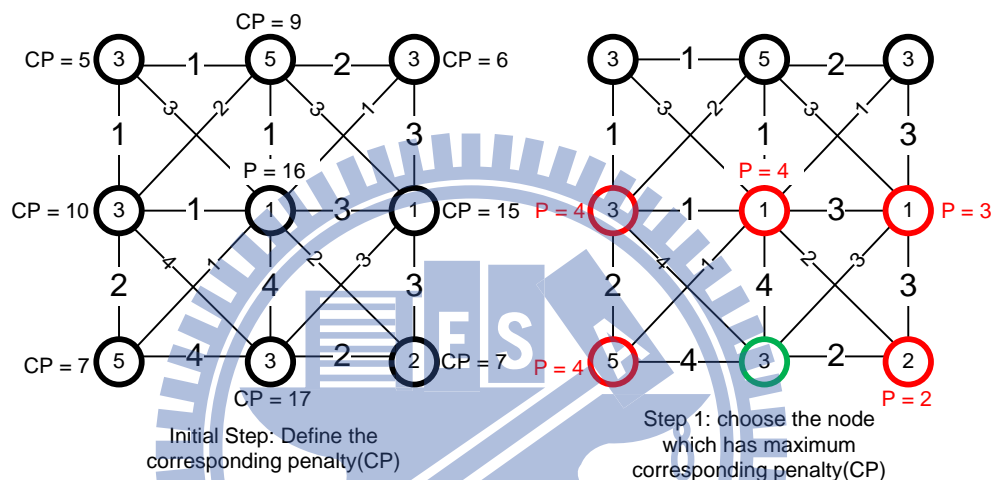 CP = 9
CP = 5 3 1 5 2 3 CP = 6
3 2 3 1
1 1 3
P = 16
CP = 10 3 1 1 3 1 CP = 15
4 1 2 3
2 4 3
CP = 7 5 4 3 2 2 CP = 7
CP = 17
Initial Step: Define the
corresponding penalty(CP)
3 1 5 2 3
3 2 3 1
1 1 3
P = 4
P = 4 3 1 1 3 1 P = 3
4 1 2 3
2 4 3
P = 4 5 4 3 2 2
P = 2
Step 1: choose the node
which has maximum
corresponding penalty(CP)
E S